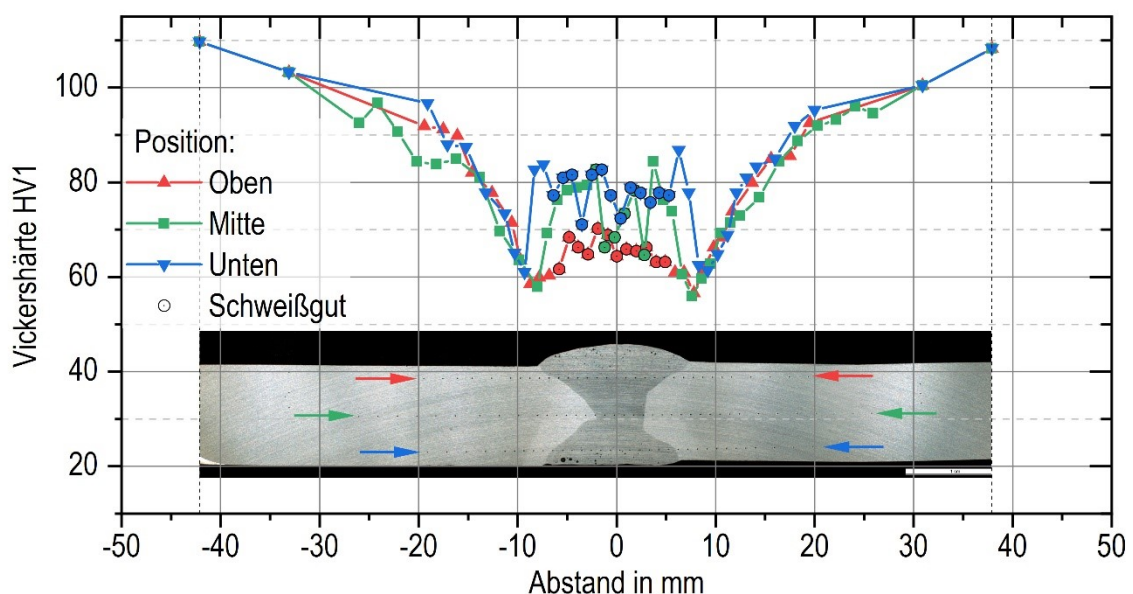 Vickershärte HV1
100
80
60
40
20
Position:
Oben
Mitte
Unten
Schweißgut
-50 -40 -30 -20 -10 0 10 20 30 40 50
Abstand in mm